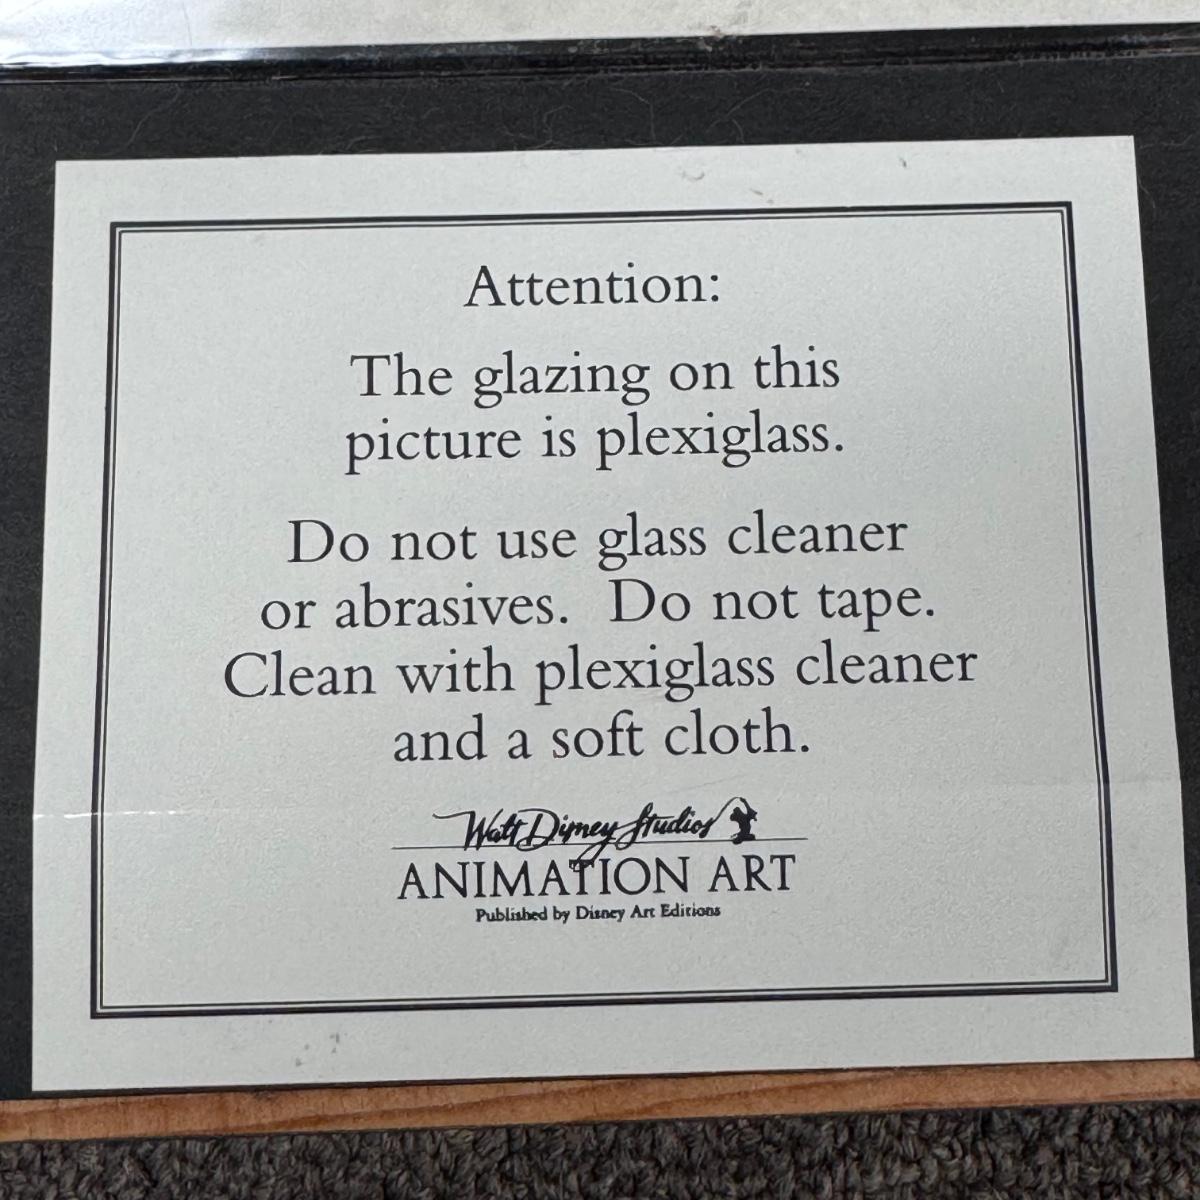 Attention:
The glazing on this
picture is plexiglass.
Do not use glass cleaner
or abrasives. Do not tape.
Clean with plexiglass cleaner
and a soft cloth.
Walt Disney Studios
ANIMATION ART
Published by Disney Art Editions